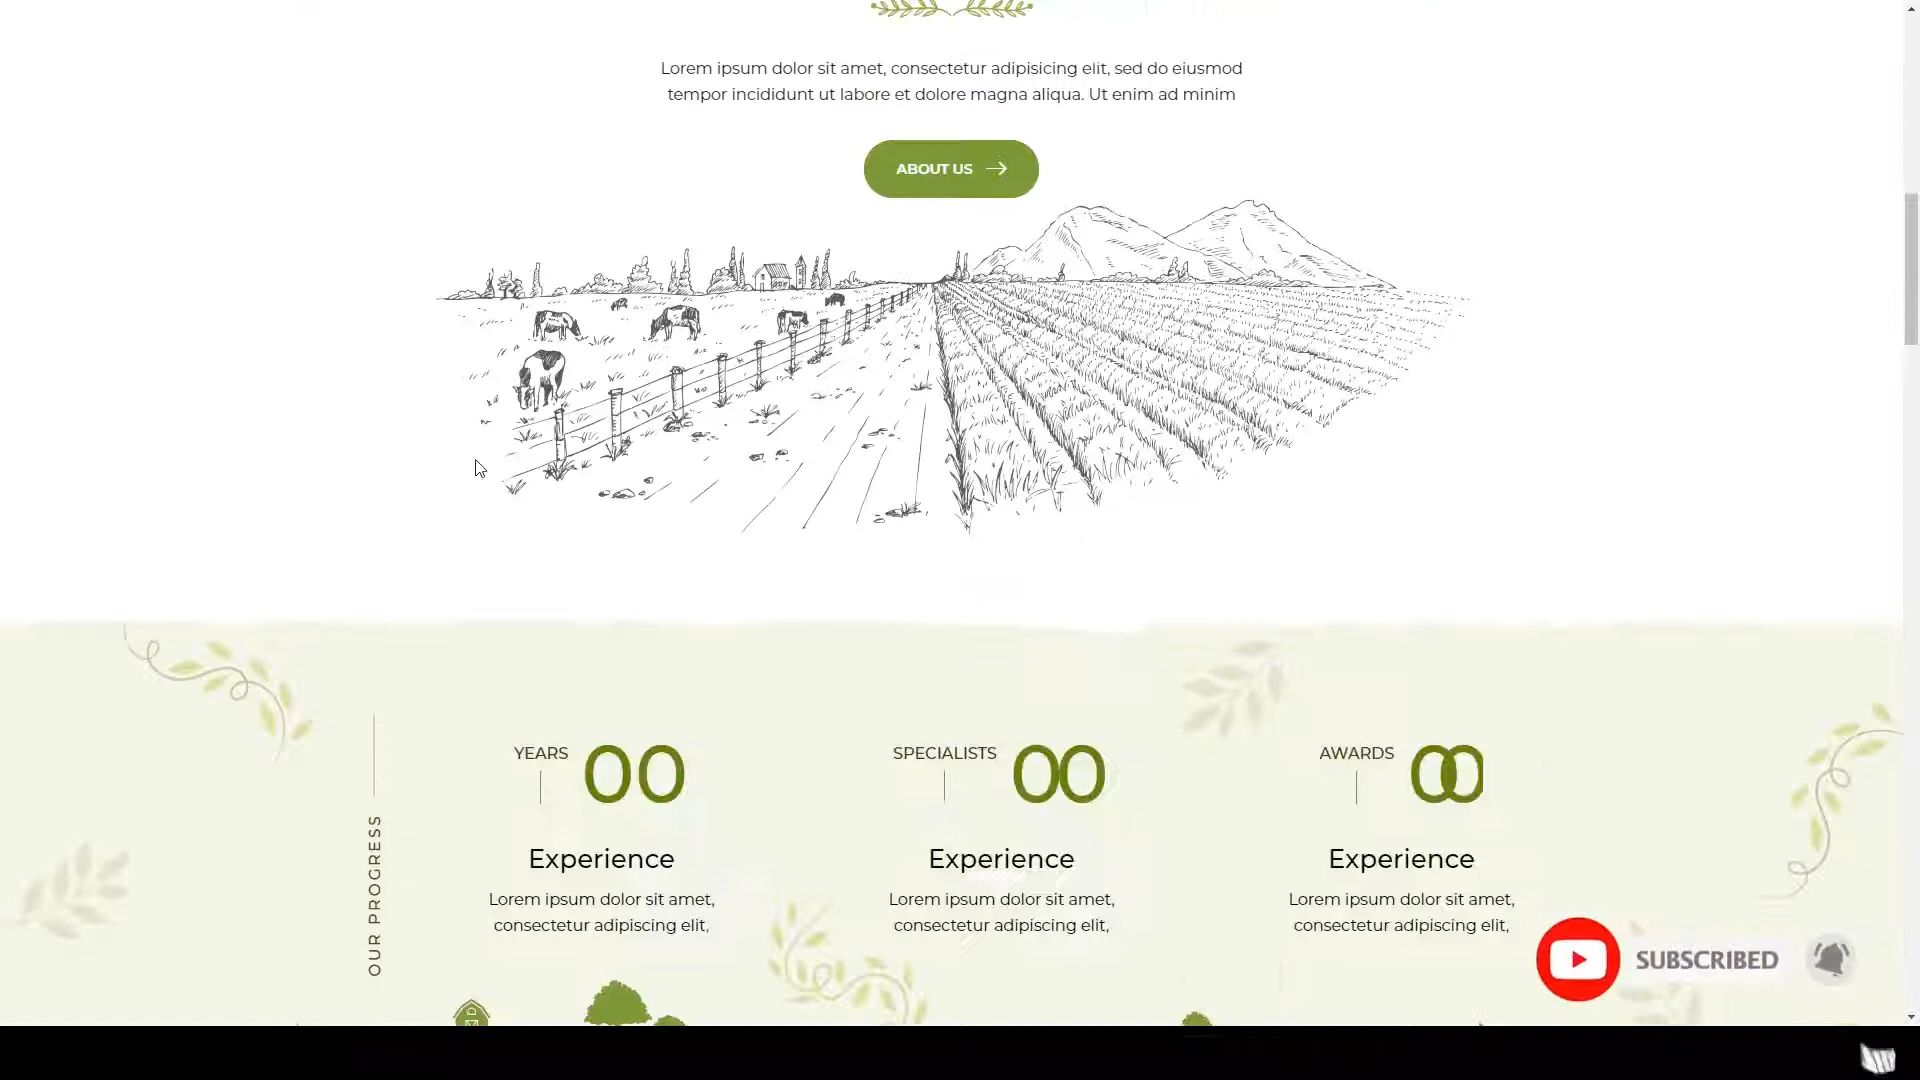 Lorem ipsum dolor sit amet, consectetur adipisicing elit, sed do eiusmod
tempor incididunt ut labore et dolore magna aliqua. Ut enim ad minim
ABOUT US
OUR PROGRESS
YEARS 00
Experience
Lorem ipsum dolor sit amet,
consectetur adipiscing elit,
SPECIALISTS 00
Experience
Lorem ipsum dolor sit amet,
consectetur adipiscing elit,
AWARDS 00
Experience
Lorem ipsum dolor sit amet,
consectetur adipiscing elit,
SUBSCRIBED